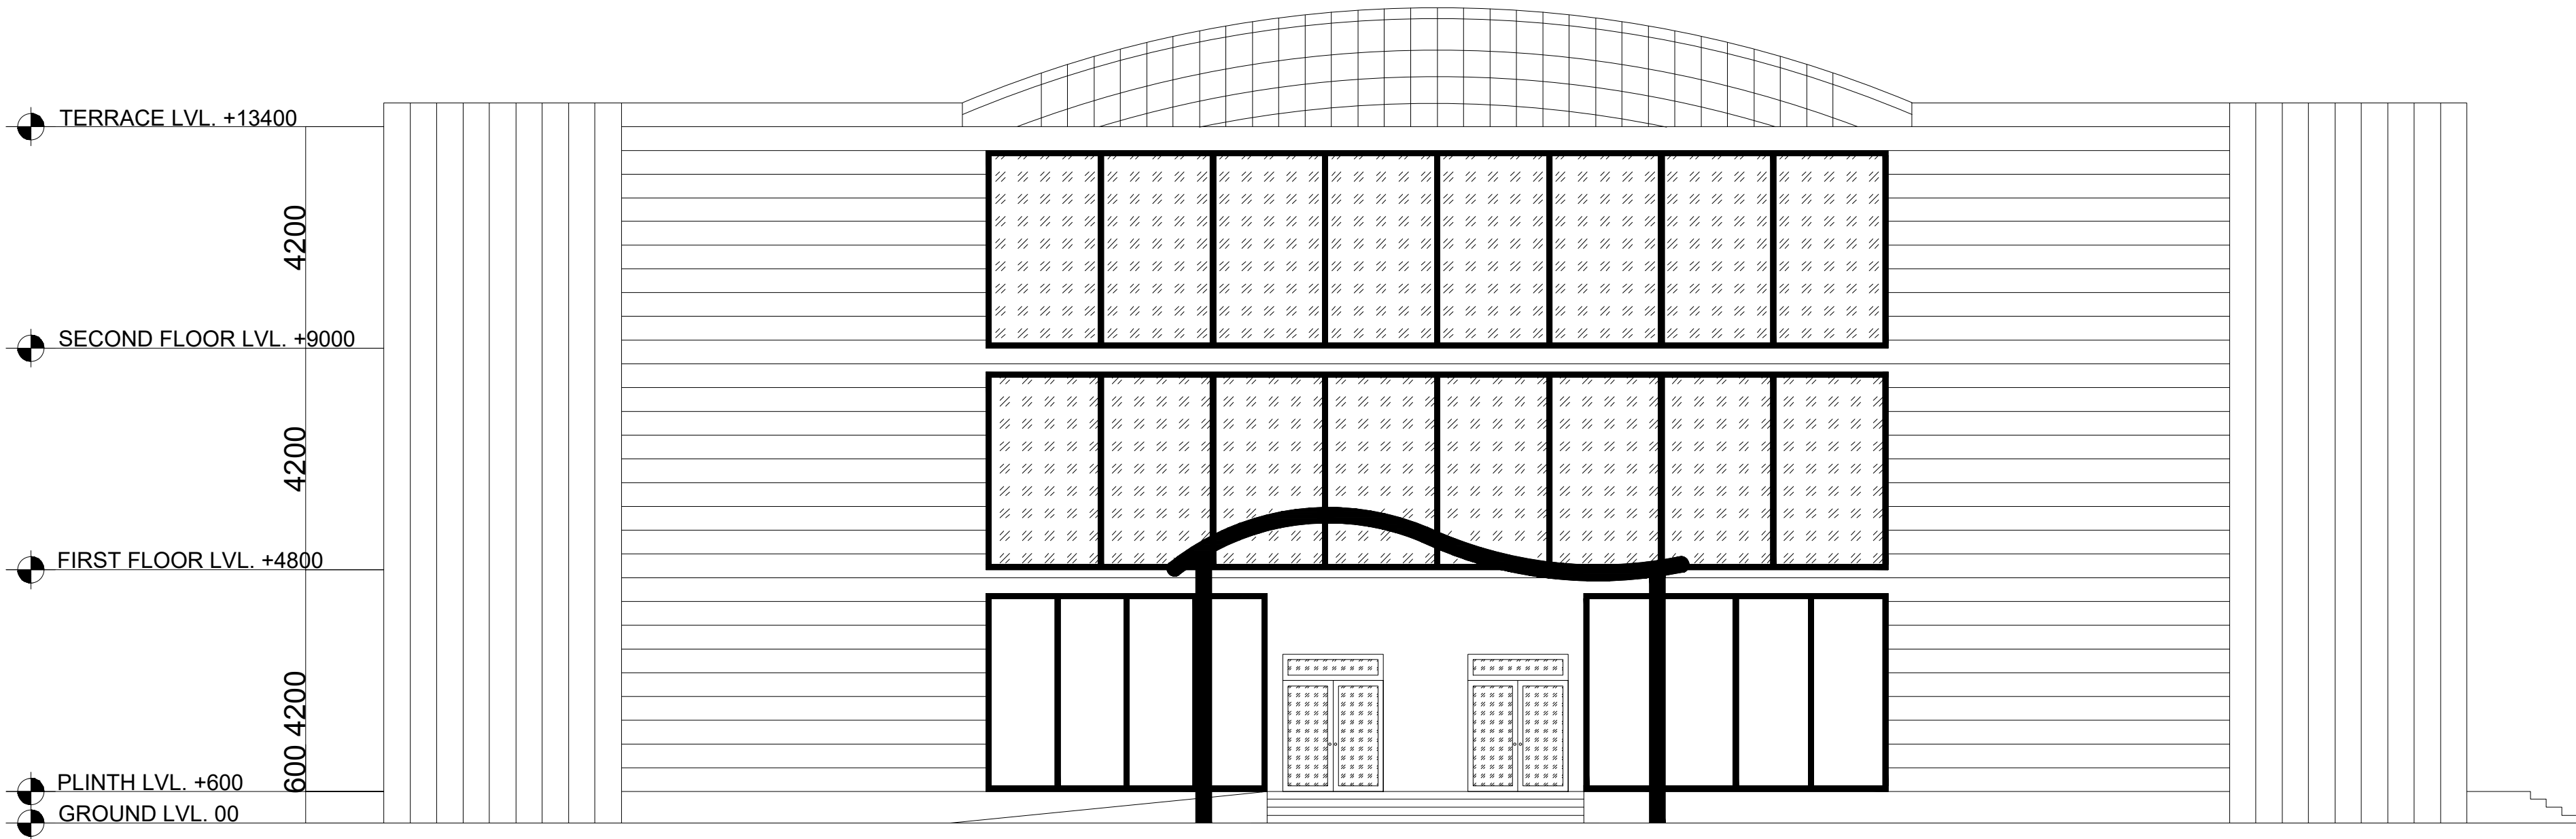 TERRACE LVL. +13400
4200
SECOND FLOOR LVL. +9000
4200
FIRST FLOOR LVL. +4800
4200
600
PLINTH LVL. +600
GROUND LVL. 00